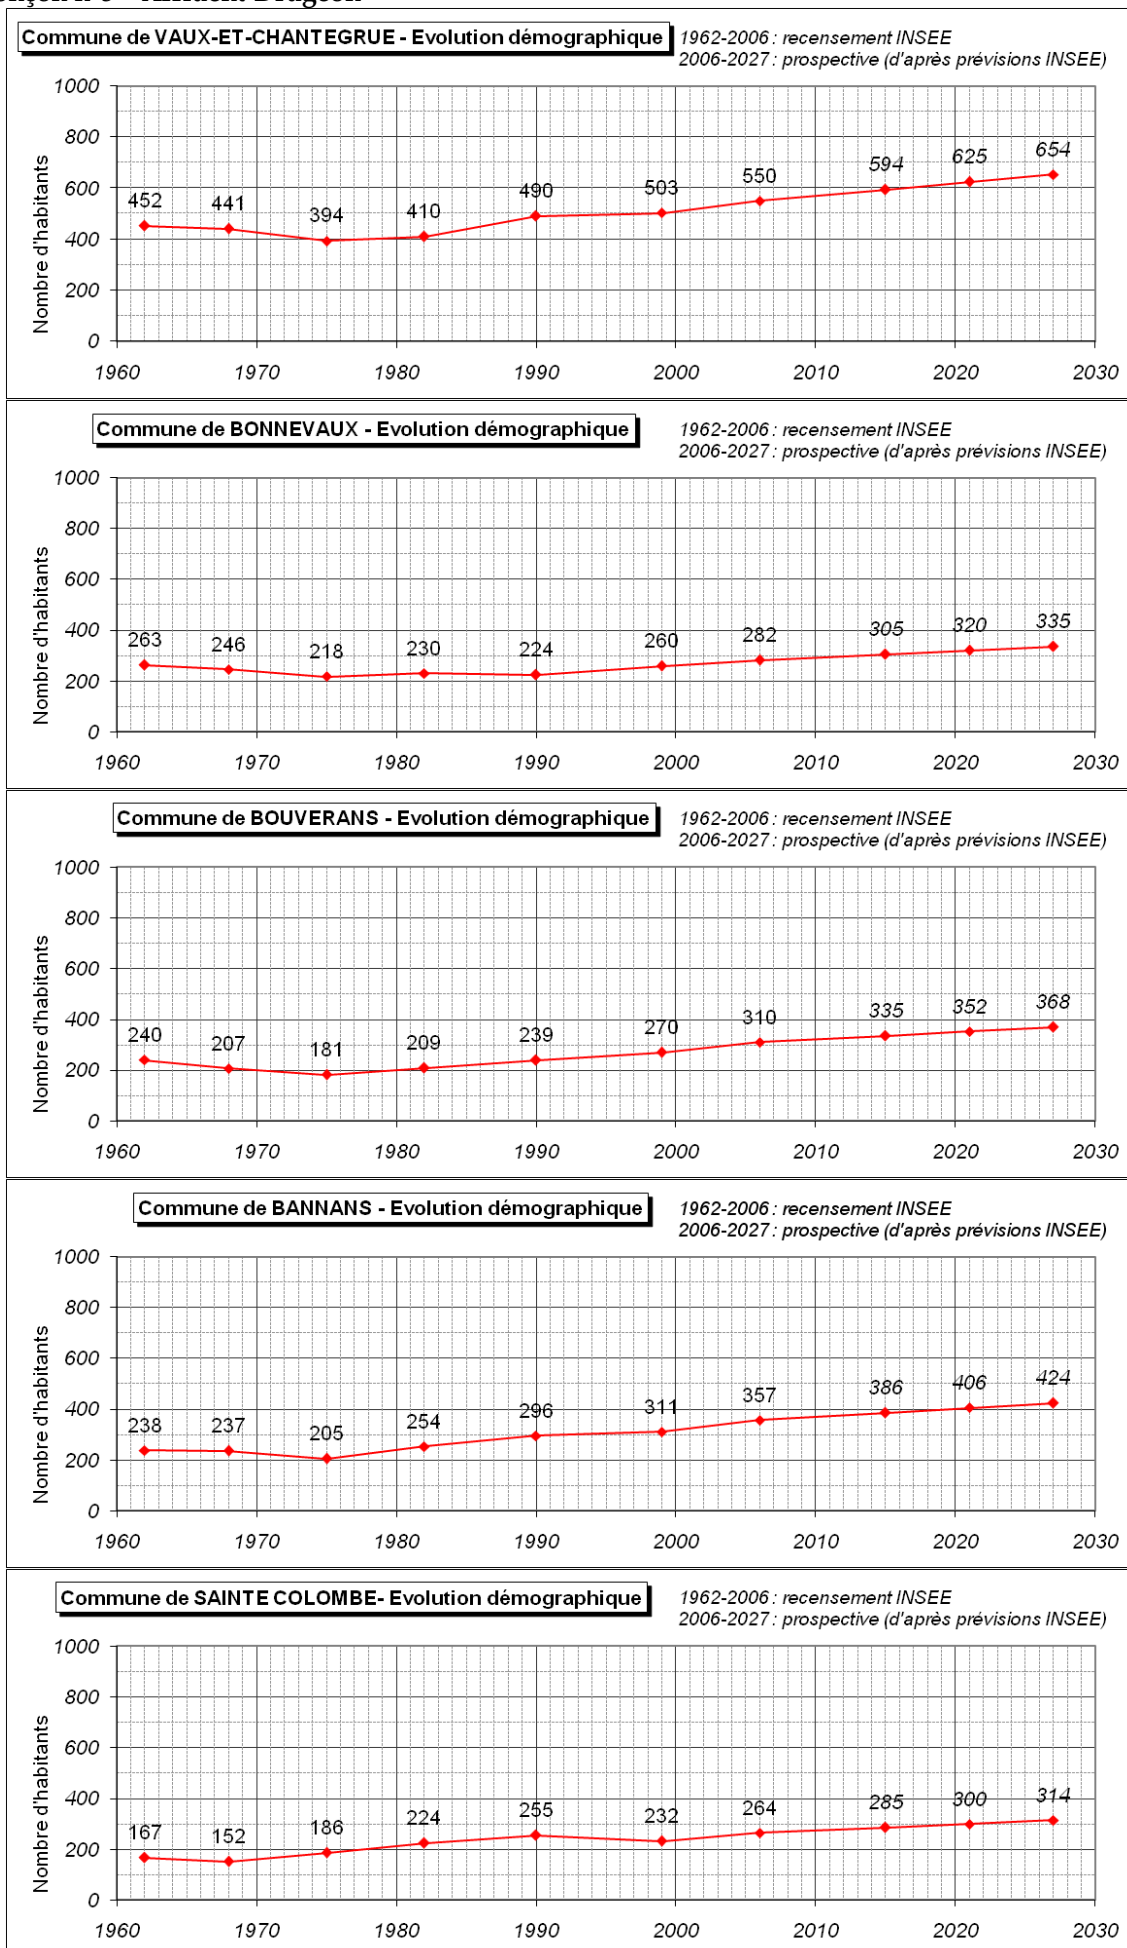 Commune de VAUX-ET-CHANTEGRUE - Evolution démographique
1962-2006 : recensement INSEE
2006-2027 : prospective (d'après prévisions INSEE)
Nombre d'habitants
1000
800
600
400
200
0
452 441 394 410 490 503 550 594 625 654
1960 1970 1980 1990 2000 2010 2020 2030
Commune de BONNEVAUX - Evolution démographique
1962-2006 : recensement INSEE
2006-2027 : prospective (d'après prévisions INSEE)
Nombre d'habitants
1000
800
600
400
200
0
263 246 218 230 224 260 282 305 320 335
1960 1970 1980 1990 2000 2010 2020 2030
Commune de BOUVERANS - Evolution démographique
1962-2006 : recensement INSEE
2006-2027 : prospective (d'après prévisions INSEE)
Nombre d'habitants
1000
800
600
400
200
0
240 207 181 209 239 270 310 335 352 368
1960 1970 1980 1990 2000 2010 2020 2030
Commune de BANNANS - Evolution démographique
1962-2006 : recensement INSEE
2006-2027 : prospective (d'après prévisions INSEE)
Nombre d'habitants
1000
800
600
400
200
0
238 237 205 254 296 311 357 386 406 424
1960 1970 1980 1990 2000 2010 2020 2030
Commune de SAINTE COLOMBE- Evolution démographique
1962-2006 : recensement INSEE
2006-2027 : prospective (d'après prévisions INSEE)
Nombre d'habitants
1000
800
600
400
200
0
167 152 186 224 255 232 264 285 300 314
1960 1970 1980 1990 2000 2010 2020 2030